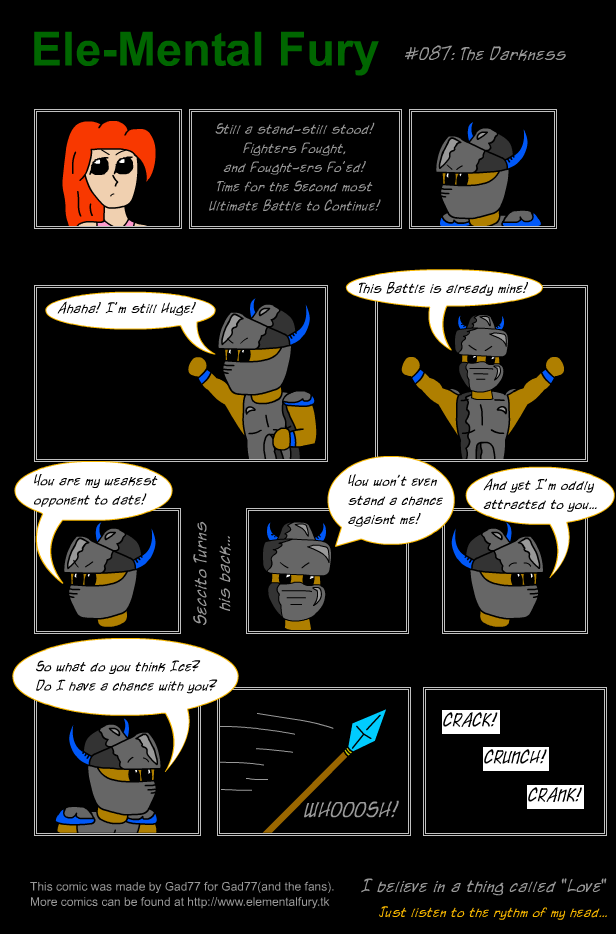 Ele-Mental Fury
#087: The Darkness
Still a stand-still stood!
Fighters Fought,
and Fought-ers Fo'ed!
Time for the Second most
Ultimate Battle to Continue!
Ahaha! I'm still Huge!
This Battle is already mine!
You are my weakest
opponent to date!
Seccito Turns
his back...
You won't even
stand a chance
agaisnt me!
And yet I'm oddly
attracted to you...
So what do you think Ice?
Do I have a chance with you?
WHOOOSH!
CRACK!
CRUNCH!
CRANK!
This comic was made by Gad77 for Gad77(and the fans).
More comics can be found at http://www.elementalfury.tk
I believe in a thing called "Love"
Just listen to the rythm of my head...